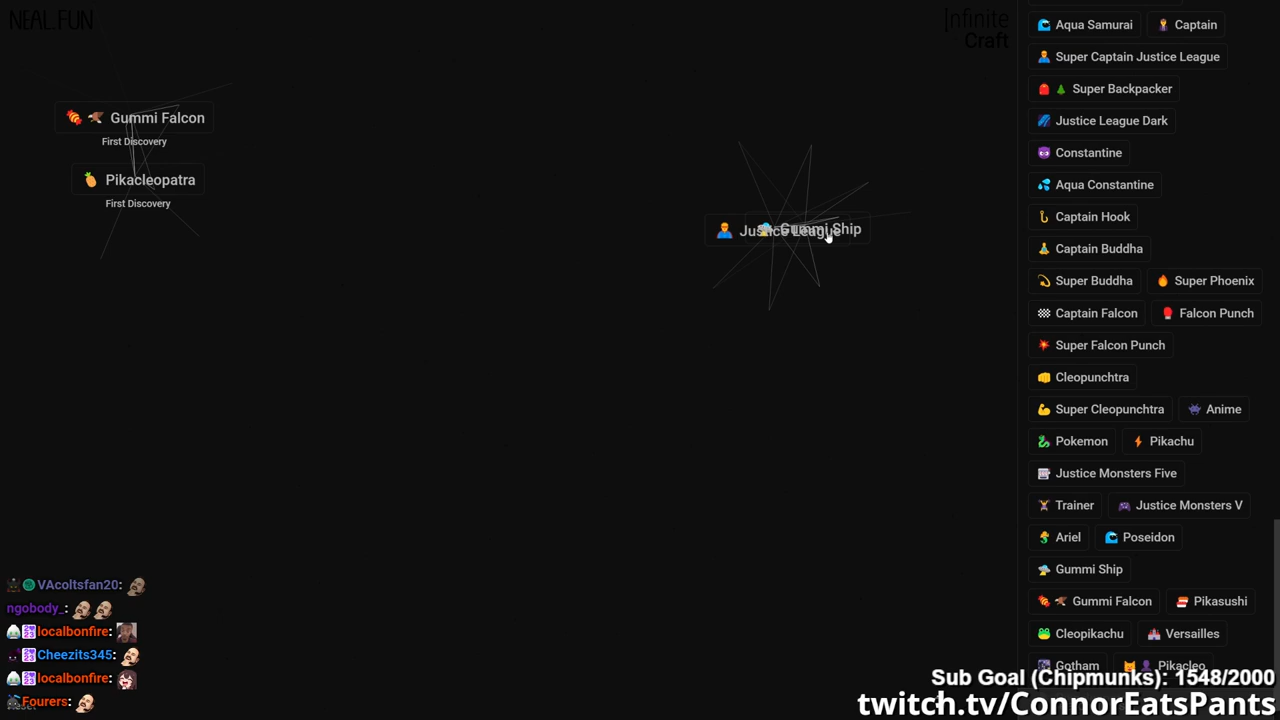 NEAL.FUN
Infinite
Craft
Gummi Falcon
First Discovery
Pikacleopatra
First Discovery
Justice League
Gummi Ship
Aqua Samurai Captain
Super Captain Justice League
Super Backpacker
Justice League Dark
Constantine
Aqua Constantine
Captain Hook
Captain Buddha
Super Buddha Super Phoenix
Captain Falcon Falcon Punch
Super Falcon Punch
Cleopunchtra
Super Cleopunchtra Anime
Pokemon Pikachu
Justice Monsters Five
Trainer Justice Monsters V
Ariel Poseidon
Gummi Ship
Gummi Falcon Pikasushi
Cleopikachu Versailles
Gotham Pikacleo
VAcoltsfan20:
ngobody_:
localbonfire:
Cheezits345:
localbonfire:
Fourers:
Sub Goal (Chipmunks): 1548/2000
twitch.tv/ConnorEatsPants